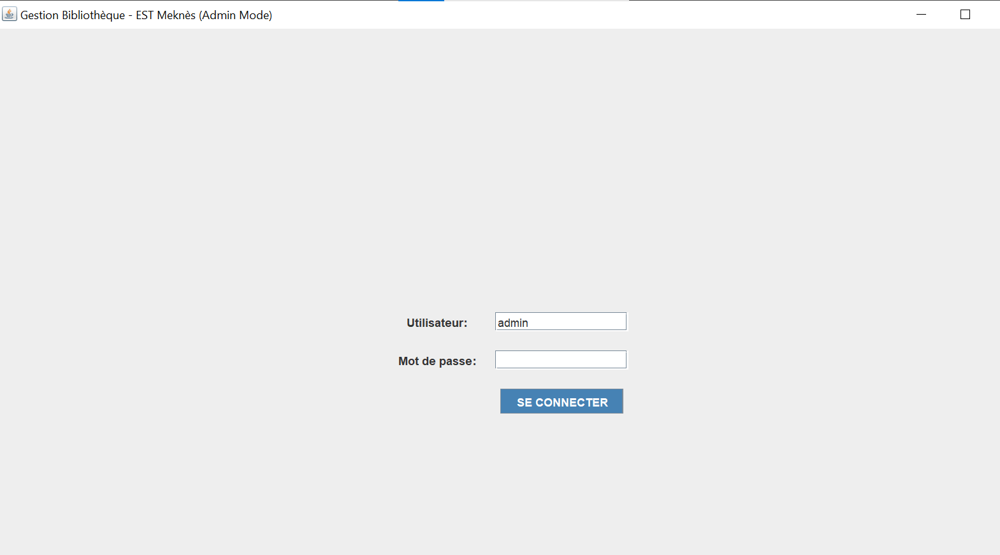 Gestion Bibliothèque - EST Meknès (Admin Mode)
Utilisateur: admin
Mot de passe:
SE CONNECTER